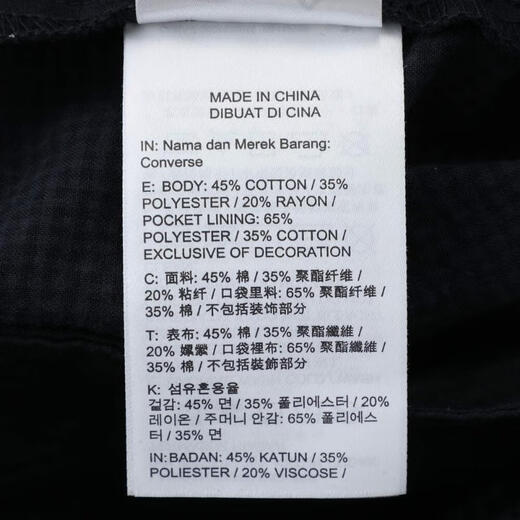 MADE IN CHINA
DIBUAT DI CINA
IN: Nama dan Merek Barang:
Converse
E: BODY: 45% COTTON / 35%
POLYESTER / 20% RAYON /
POCKET LINING: 65%
POLYESTER / 35% COTTON /
EXCLUSIVE OF DECORATION
C: 面料: 45% 棉 / 35% 聚酯纤维 /
20% 粘纤 / 口袋里料: 65% 聚酯纤维 /
35% 棉 / 不包括装饰部分
T: 表布: 45% 棉 / 35% 聚酯纖維 /
20% 嫘縈 / 口袋裡布: 65% 聚酯纖維 /
35% 棉 / 不包括裝飾部分
K: 섬유혼용율
겉감: 45% 면 / 35% 폴리에스터 / 20%
레이온 / 주머니 안감: 65% 폴리에스
터 / 35% 면
IN: BADAN: 45% KATUN / 35%
POLIESTER / 20% VISCOSE /